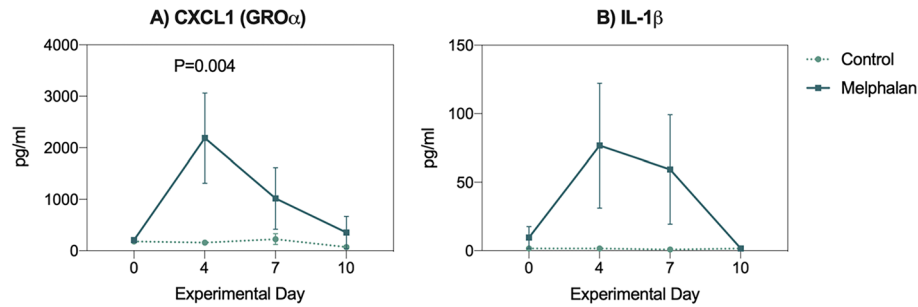 A) CXCL1 (GROα)
4000
3000
2000
1000
0
pg/ml
P=0.004
0 4 7 10
Experimental Day
B) IL-1β
150
100
50
0
pg/ml
0 4 7 10
Experimental Day
Control
Melphalan